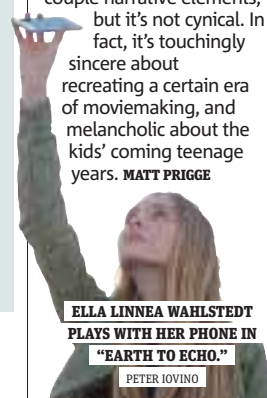 couple narrative elements,
but it’s not cynical. In
fact, it’s touchingly
sincere about
recreating a certain era
of moviemaking, and
melancholic about the
kids’ coming teenage
years. MATT PRIGGE
ELLA LINNEA WAHLSTEDT
PLAYS WITH HER PHONE IN
“EARTH TO ECHO.”
PETER IOVINO